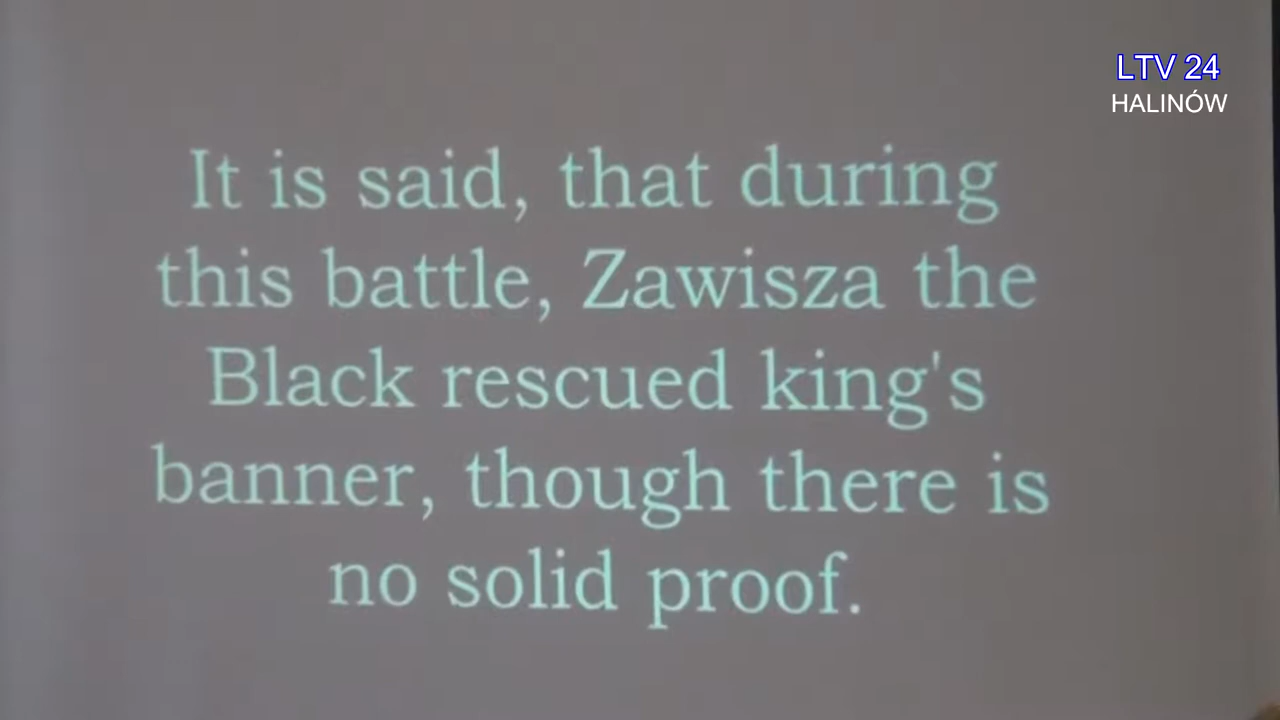 LTV 24
HALINÓW
It is said, that during
this battle, Zawisza the
Black rescued king's
banner, though there is
no solid proof.